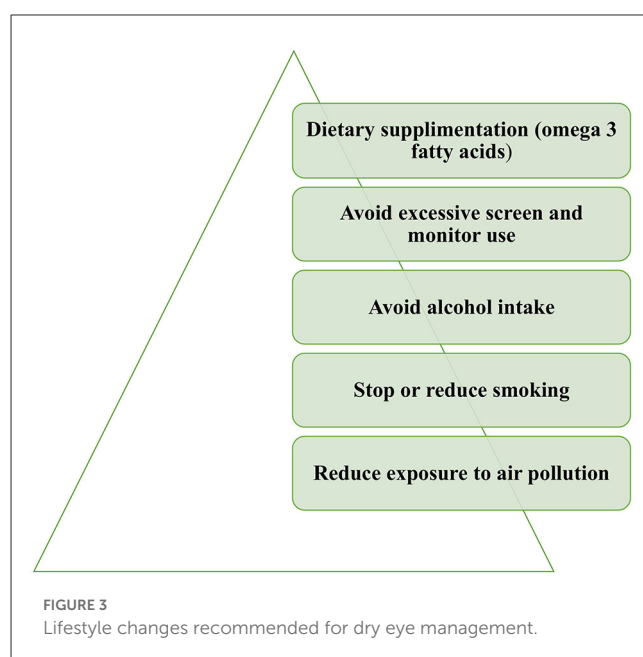 Dietary supplimentation (omega 3
fatty acids)
Avoid excessive screen and
monitor use
Avoid alcohol intake
Stop or reduce smoking
Reduce exposure to air pollution
FIGURE 3
Lifestyle changes recommended for dry eye management.